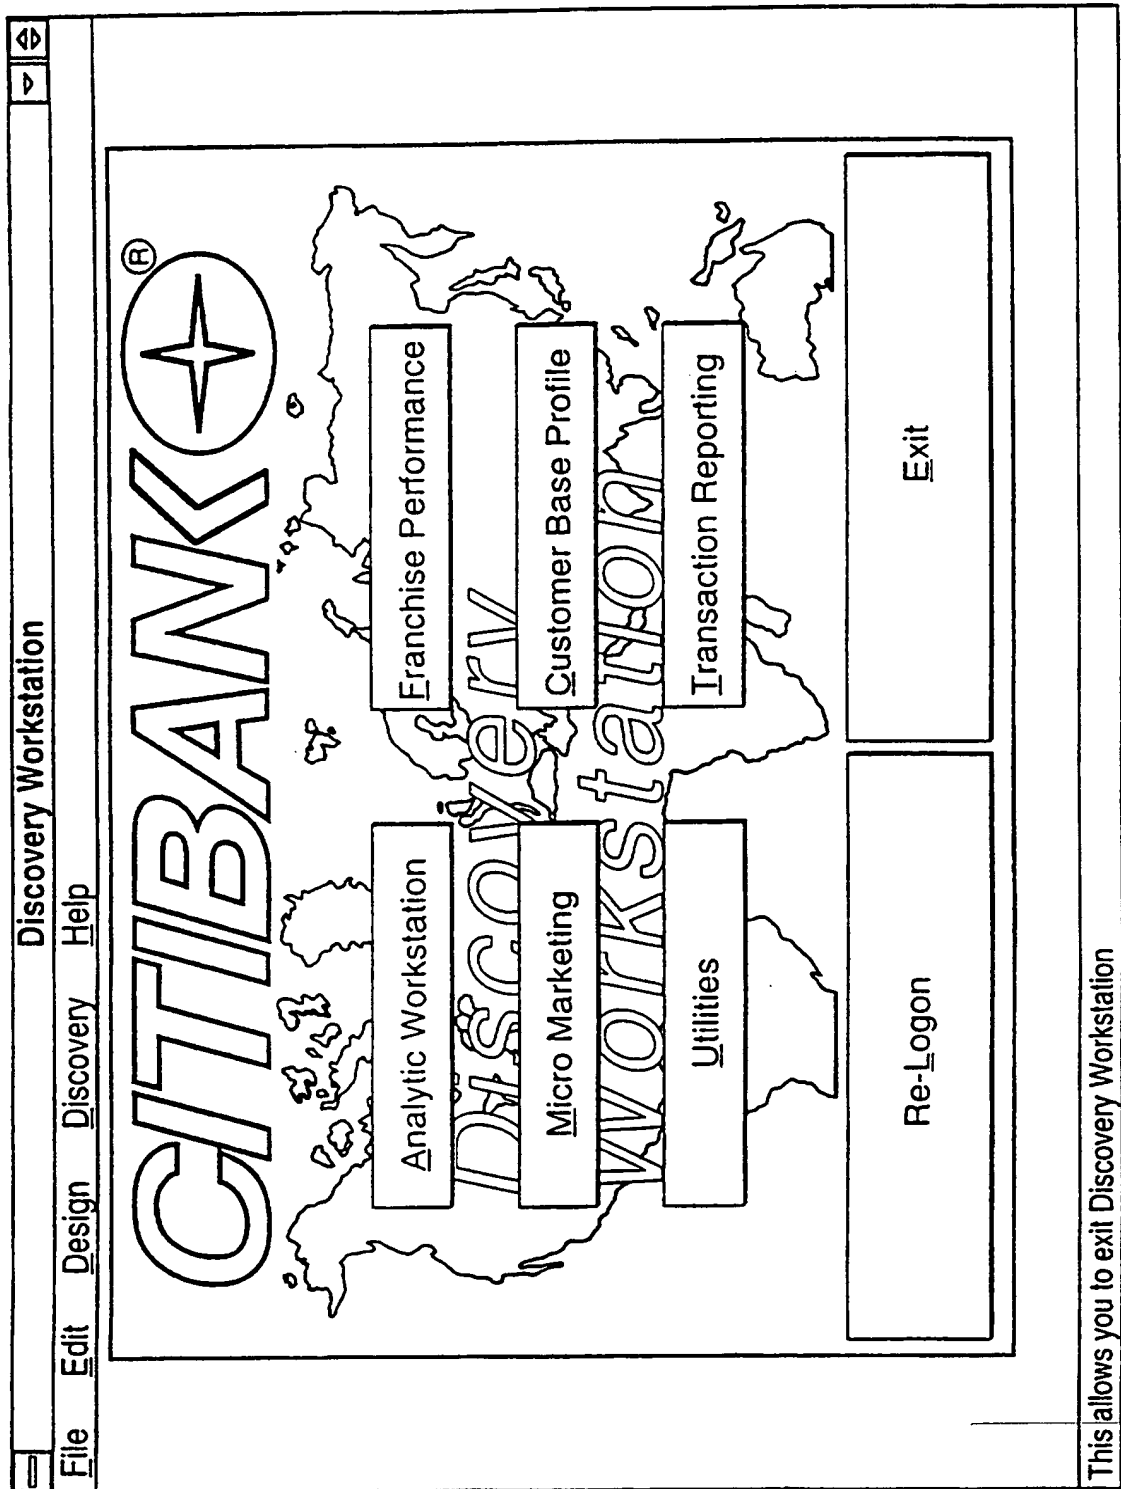 Discovery Workstation
File Edit Design Discovery Help
CITIBANK ®
Discovery
Workstation
Analytic Workstation
Franchise Performance
Micro Marketing
Customer Base Profile
Utilities
Transaction Reporting
Re-Logon
Exit
This allows you to exit Discovery Workstation